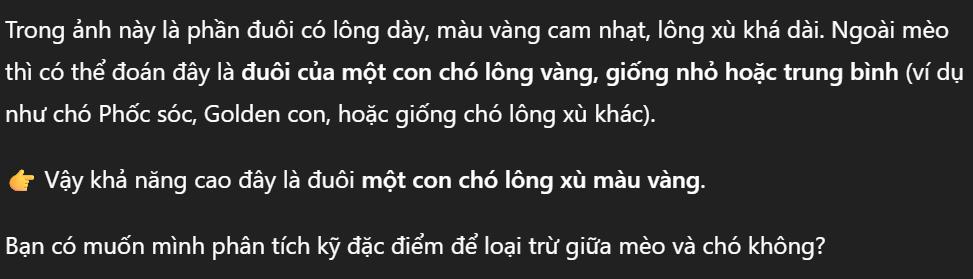 Trong ảnh này là phần đuôi có lông dày, màu vàng cam nhạt, lông xù khá dài. Ngoài mèo
thì có thể đoán đây là đuôi của một con chó lông vàng, giống nhỏ hoặc trung bình (ví dụ
như chó Phốc sóc, Golden con, hoặc giống chó lông xù khác).
👉 Vậy khả năng cao đây là đuôi một con chó lông xù màu vàng.
Bạn có muốn mình phân tích kỹ đặc điểm để loại trừ giữa mèo và chó không?